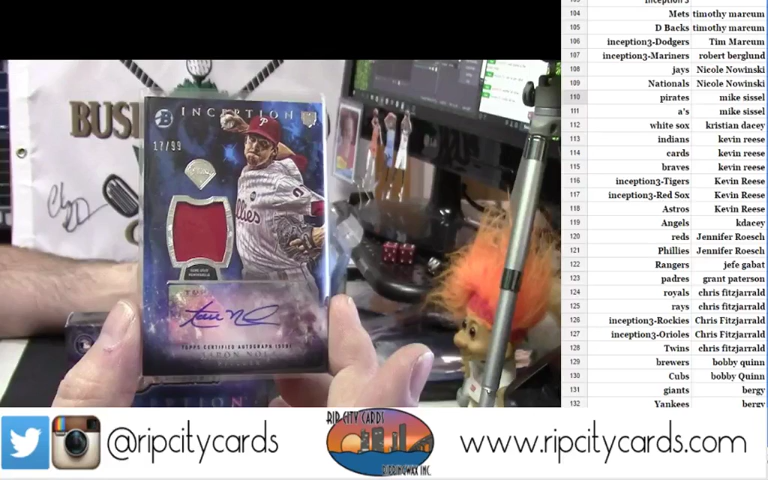 BUSI
INCEPTION
17/99
Phillies
TOPPS CERTIFIED AUTOGRAPH ISSUE
AARON NOLA
PITCHER
104 Mets timothy marcum
105 D Backs timothy marcum
106 inception3-Dodgers Tim Marcum
107 inception3-Mariners robert berglund
108 jays Nicole Nowinski
109 Nationals Nicole Nowinski
110 pirates mike sissel
111 a's mike sissel
112 white sox kristian dacey
113 indians kevin reese
114 cards kevin reese
115 braves kevin reese
116 inception3-Tigers Kevin Reese
117 inception3-Red Sox Kevin Reese
118 Astros Kevin Reese
119 Angels kdacey
120 reds Jennifer Roesch
121 Phillies Jennifer Roesch
122 Rangers jefe gabat
123 padres grant paterson
124 royals chris fitzjarrald
125 rays chris fitzjarrald
126 inception3-Rockies Chris Fitzjarrald
127 inception3-Orioles Chris Fitzjarrald
128 Twins chris fitzjarrald
129 brewers bobby quinn
130 Cubs bobby Quinn
131 giants bergy
132 Yankees bergy
@ripcitycards
RIP CITY CARDS
RIPPINGWAX INC.
www.ripcitycards.com